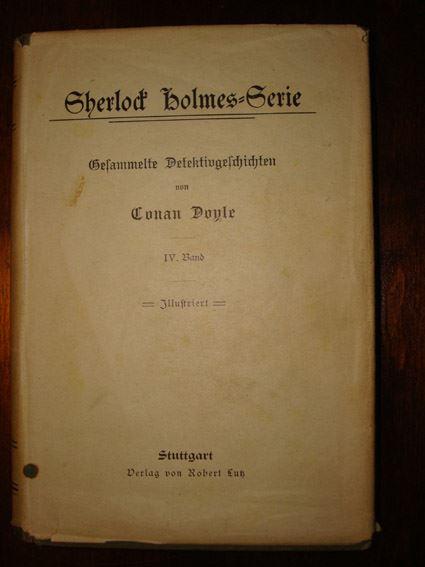 Sherlock Holmes=Serie
Gesammelte Detektivgeschichten
von
Conan Doyle
IV. Band
Illustriert
Stuttgart
Verlag von Robert Lutz